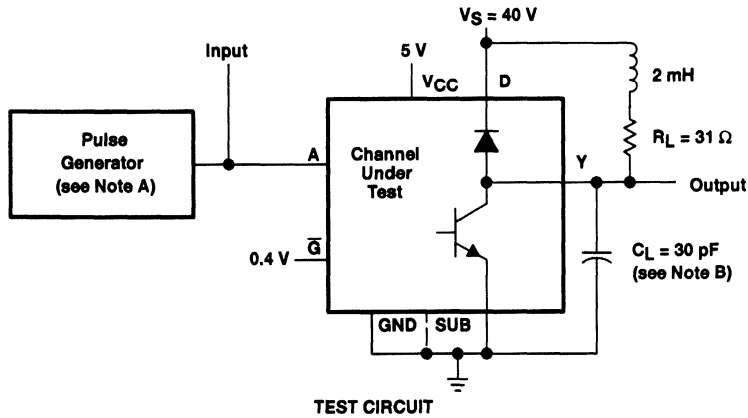 V_S = 40 V
Input
5 V
V_CC
D
2 mH
Pulse
Generator
(see Note A)
A
Channel
Under
Test
R_L = 31 Ω
Y
Output
0.4 V
G̅
C_L = 30 pF
(see Note B)
GND
SUB
TEST CIRCUIT